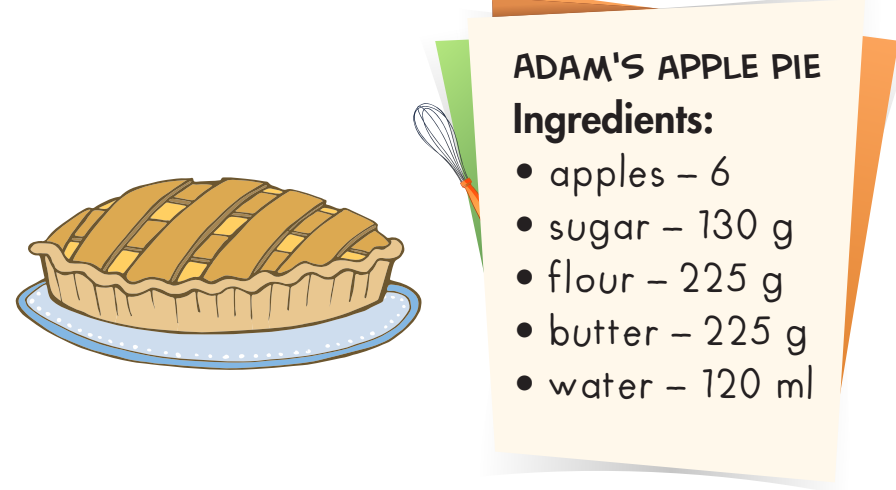 ADAM'S APPLE PIE
Ingredients:
• apples – 6
• sugar – 130 g
• flour – 225 g
• butter – 225 g
• water – 120 ml